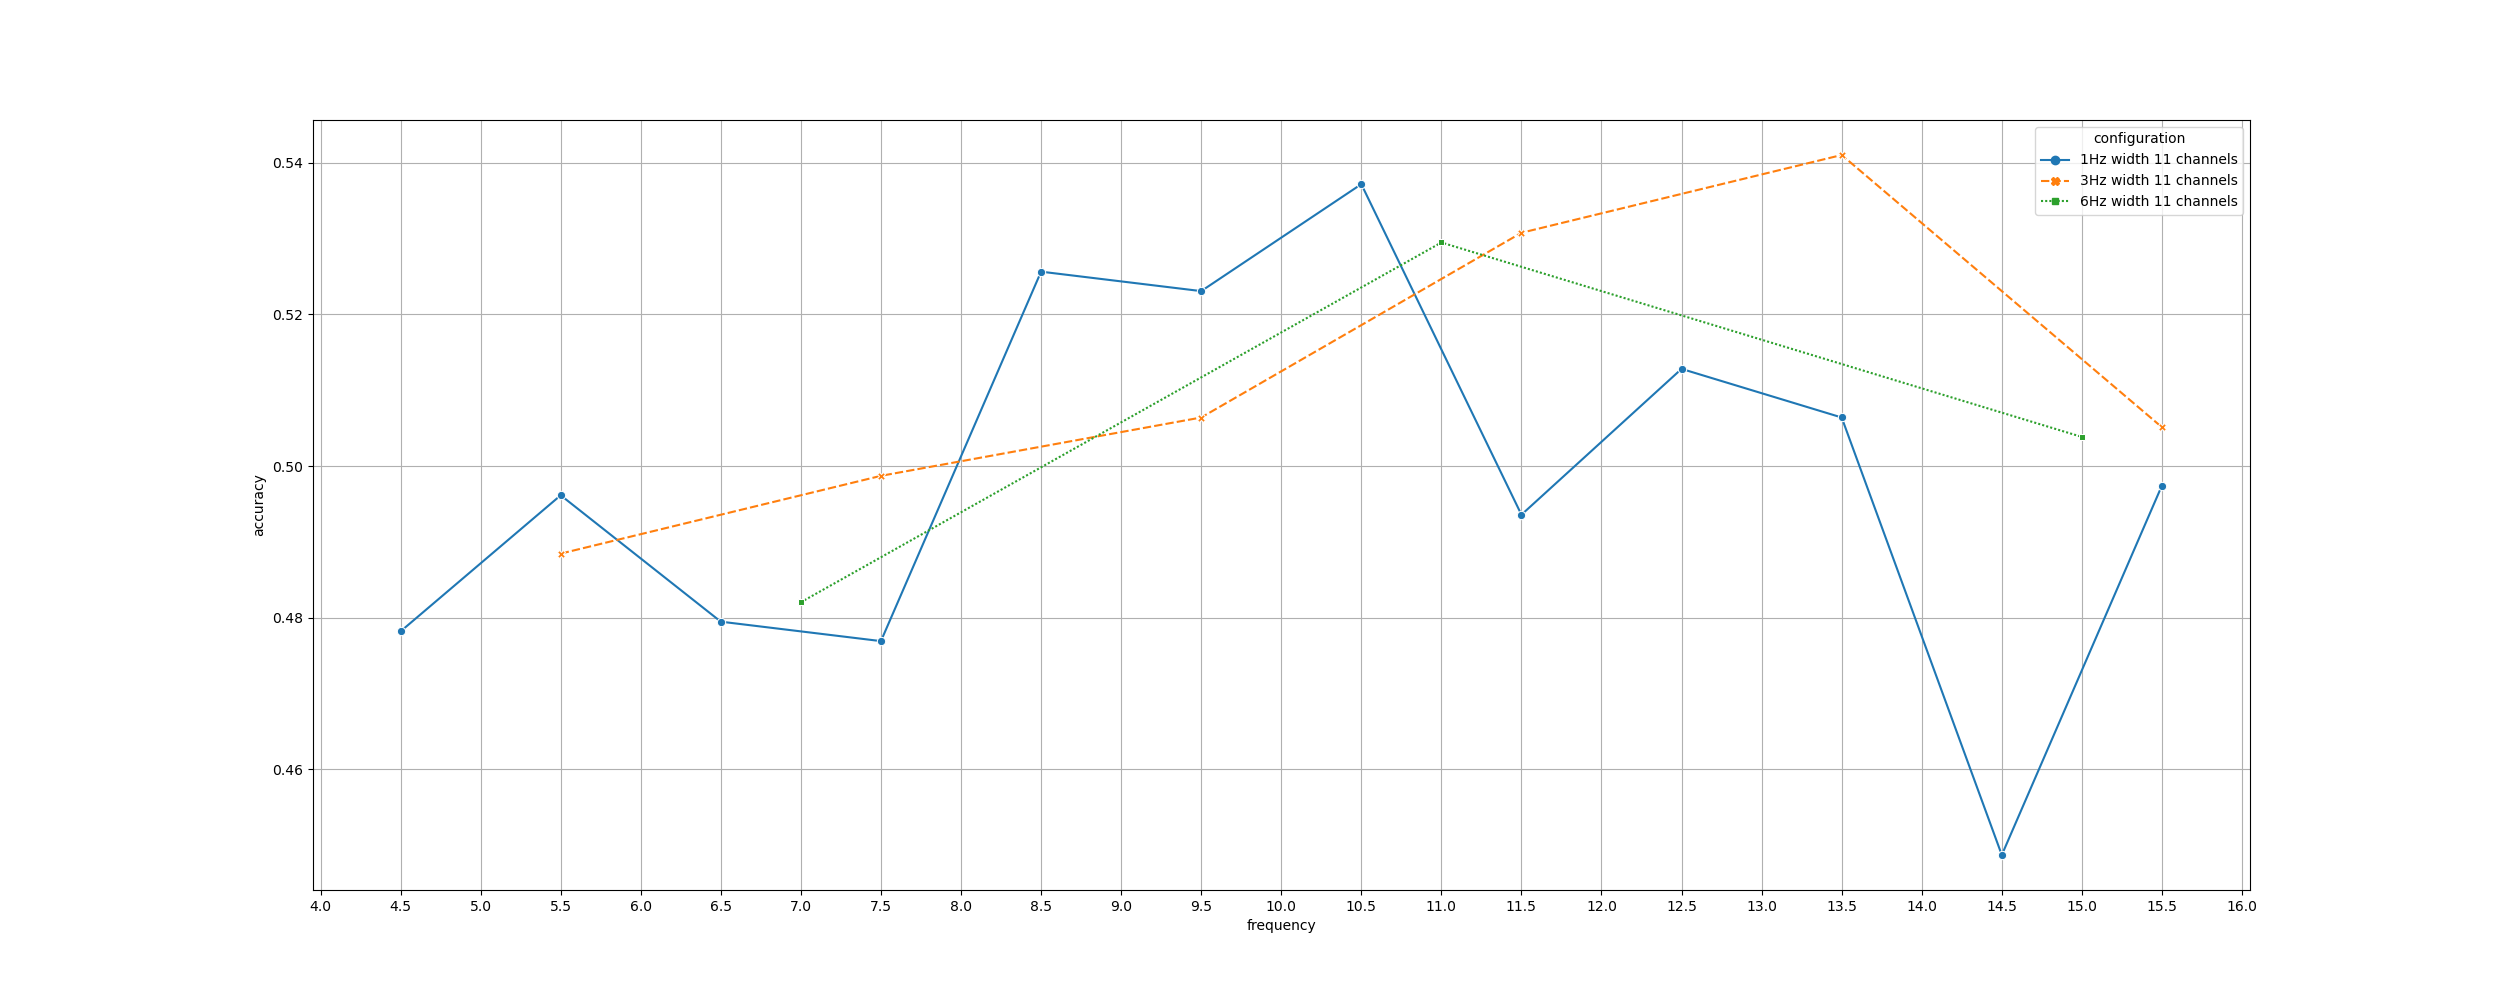 configuration
1Hz width 11 channels
3Hz width 11 channels
6Hz width 11 channels
0.54
0.52
0.50
0.48
0.46
accuracy
4.0 4.5 5.0 5.5 6.0 6.5 7.0 7.5 8.0 8.5 9.0 9.5 10.0 10.5 11.0 11.5 12.0 12.5 13.0 13.5 14.0 14.5 15.0 15.5 16.0
frequency